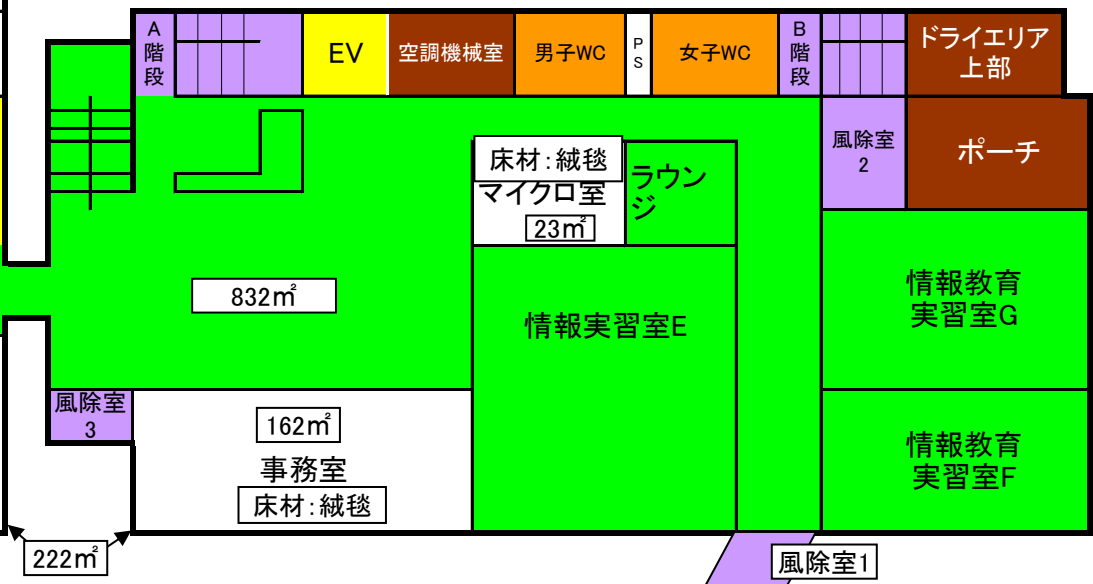 A
階
段
EV
空調機械室
男子WC
P
S
女子WC
B
階
段
ドライエリア
上部
風除室
2
ポーチ
床材:絨毯
マイクロ室
23㎡
ラウン
ジ
832㎡
情報実習室E
情報教育
実習室G
風除室
3
162㎡
事務室
床材:絨毯
情報教育
実習室F
222㎡
風除室1